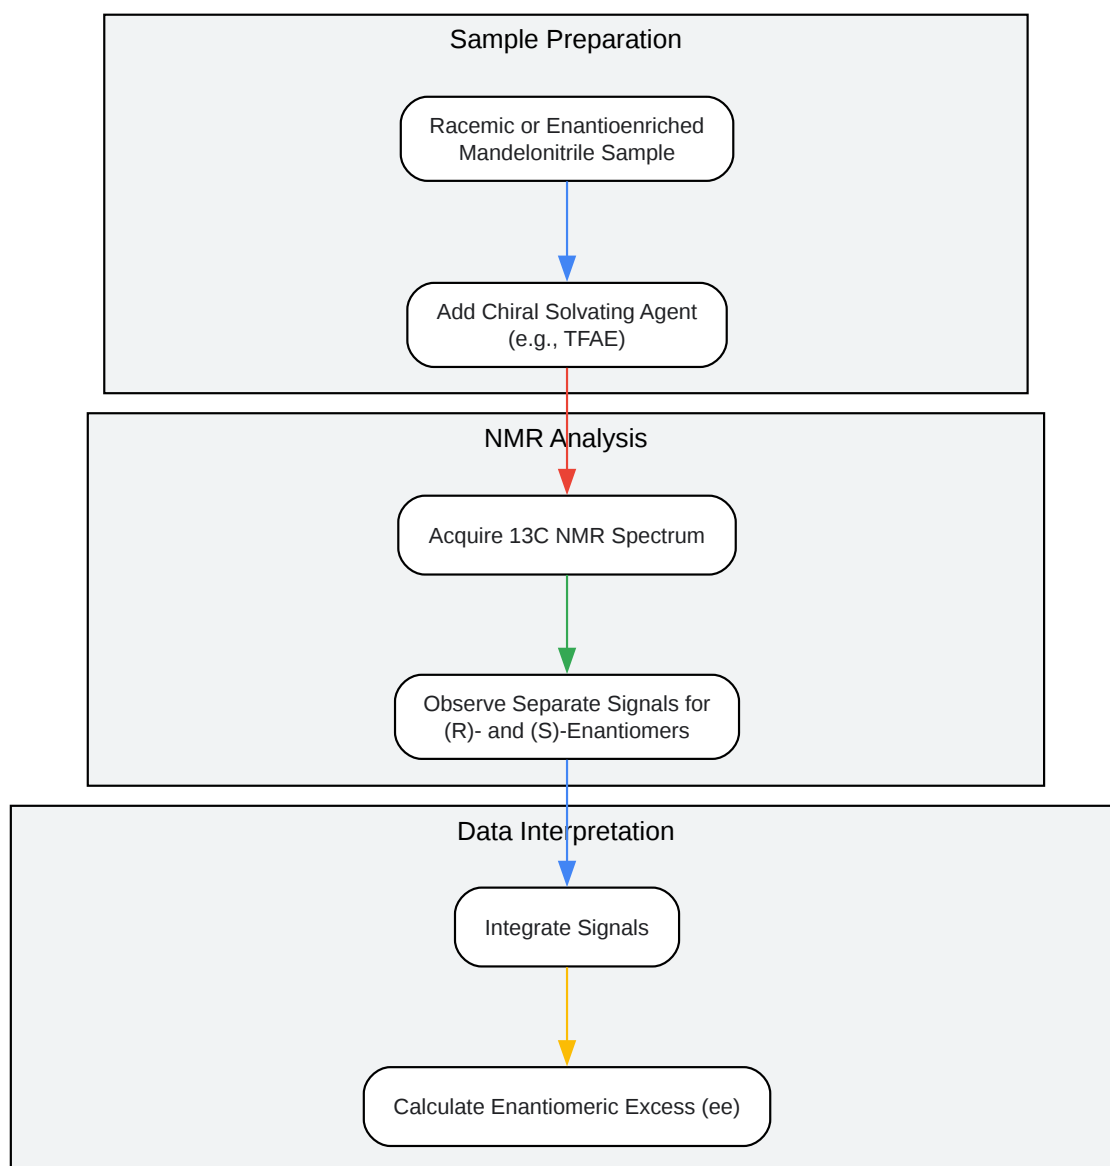 Sample Preparation
Racemic or Enantioenriched
Mandelonitrile Sample
Add Chiral Solvating Agent
(e.g., TFAE)
NMR Analysis
Acquire 13C NMR Spectrum
Observe Separate Signals for
(R)- and (S)-Enantiomers
Data Interpretation
Integrate Signals
Calculate Enantiomeric Excess (ee)